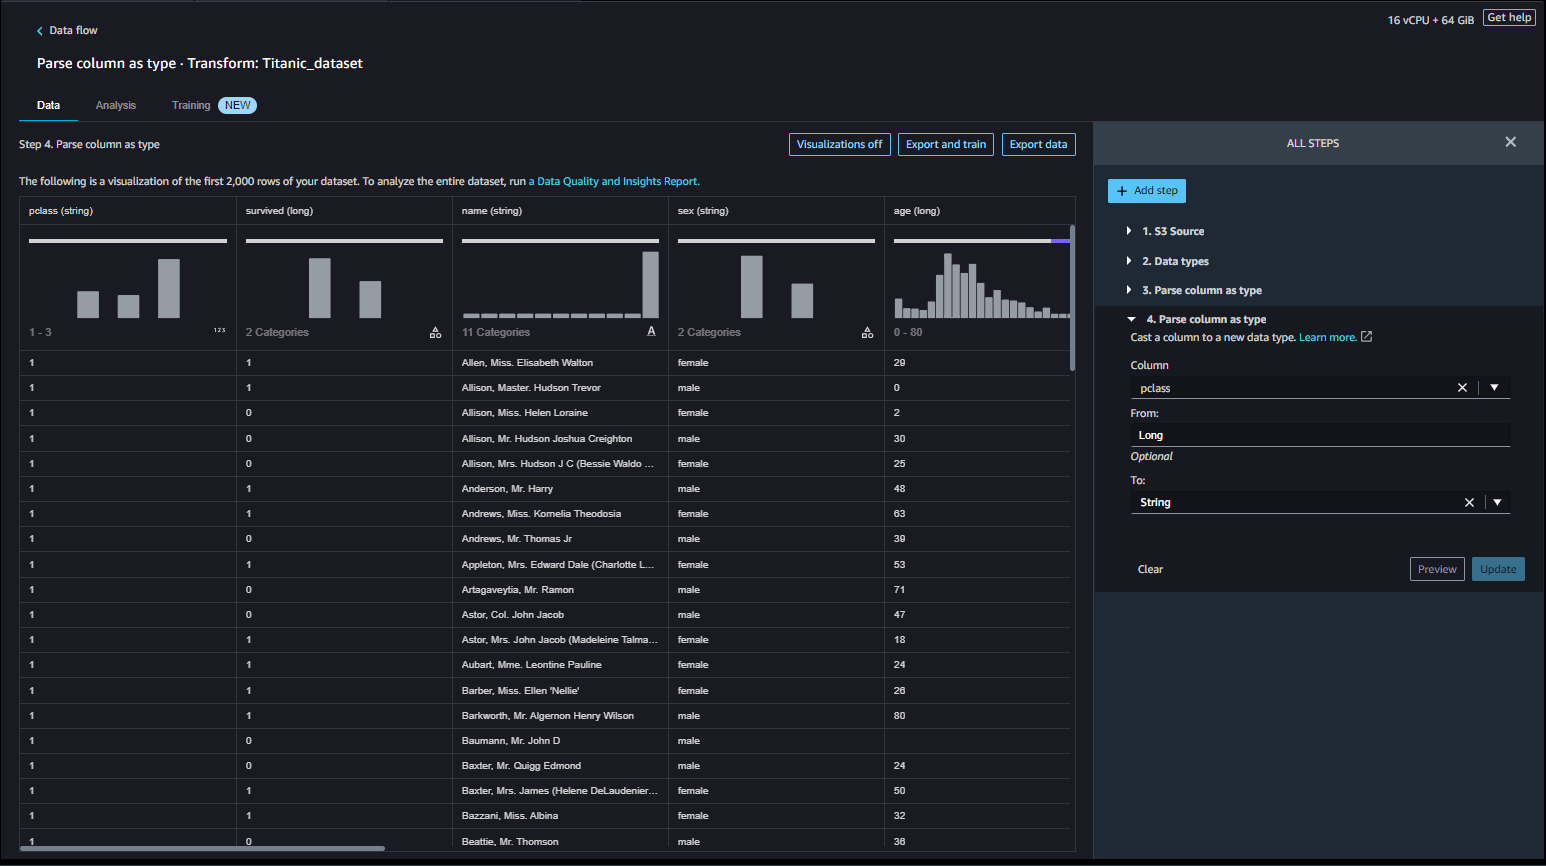 Data flow
16 vCPU + 64 GiB Get help
Parse column as type · Transform: Titanic_dataset
Data Analysis Training NEW
Step 4. Parse column as type Visualizations off Export and train Export data
The following is a visualization of the first 2,000 rows of your dataset. To analyze the entire dataset, run a Data Quality and Insights Report.
pclass (string) survived (long) name (string) sex (string) age (long)
1 - 3 123 2 Categories 11 Categories A 2 Categories 0 - 80
1 1 Allen, Miss. Elisabeth Walton female 29
1 1 Allison, Master. Hudson Trevor male 0
1 0 Allison, Miss. Helen Loraine female 2
1 0 Allison, Mr. Hudson Joshua Creighton male 30
1 0 Allison, Mrs. Hudson J C (Bessie Waldo ... female 25
1 1 Anderson, Mr. Harry male 48
1 1 Andrews, Miss. Kornelia Theodosia female 63
1 0 Andrews, Mr. Thomas Jr male 39
1 1 Appleton, Mrs. Edward Dale (Charlotte L... female 53
1 0 Artagaveytia, Mr. Ramon male 71
1 0 Astor, Col. John Jacob male 47
1 1 Astor, Mrs. John Jacob (Madeleine Talma... female 18
1 1 Aubart, Mme. Leontine Pauline female 24
1 1 Barber, Miss. Ellen 'Nellie' female 26
1 1 Barkworth, Mr. Algernon Henry Wilson male 80
1 0 Baumann, Mr. John D male
1 0 Baxter, Mr. Quigg Edmond male 24
1 1 Baxter, Mrs. James (Helene DeLaudenier... female 50
1 1 Bazzani, Miss. Albina female 32
1 0 Beattie, Mr. Thomson male 36
ALL STEPS
+ Add step
1. S3 Source
2. Data types
3. Parse column as type
4. Parse column as type
Cast a column to a new data type. Learn more.
Column
pclass
From:
Long
Optional
To:
String
Clear Preview Update